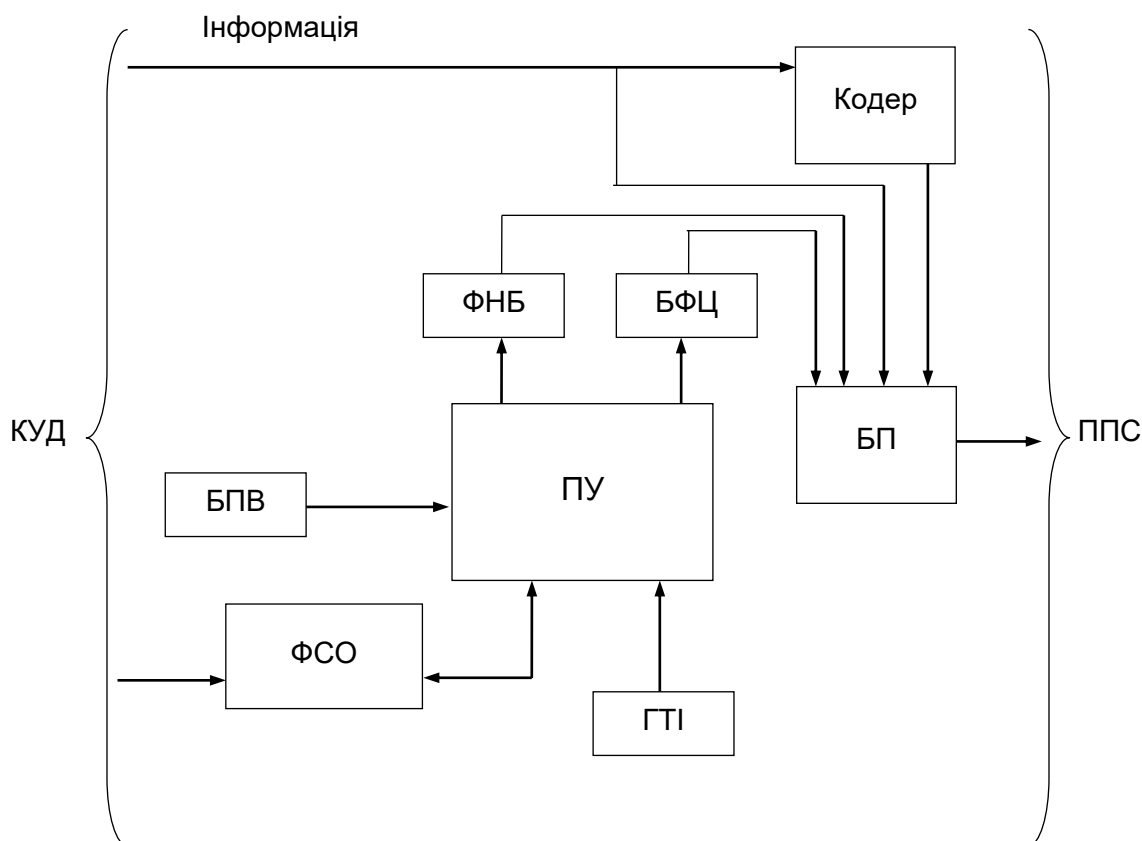 Інформація
Кодер
ФНБ
БФЦ
КУД
БП
ППС
БПВ
ПУ
ФСО
ГТІ